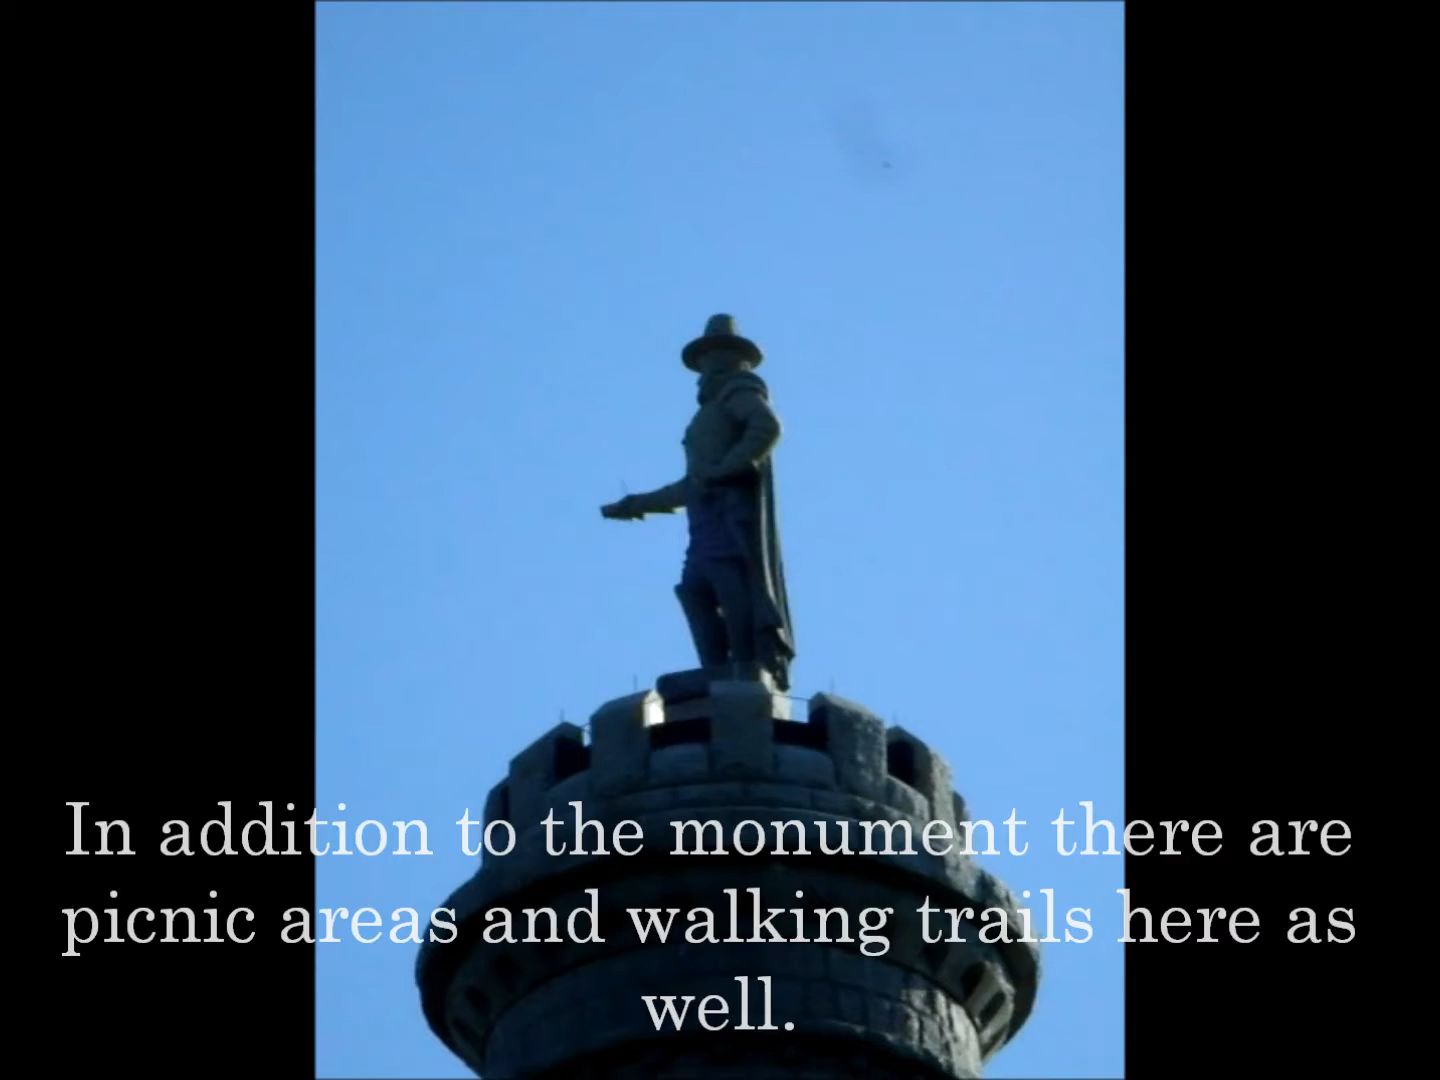 In addition to the monument there are
picnic areas and walking trails here as
well.